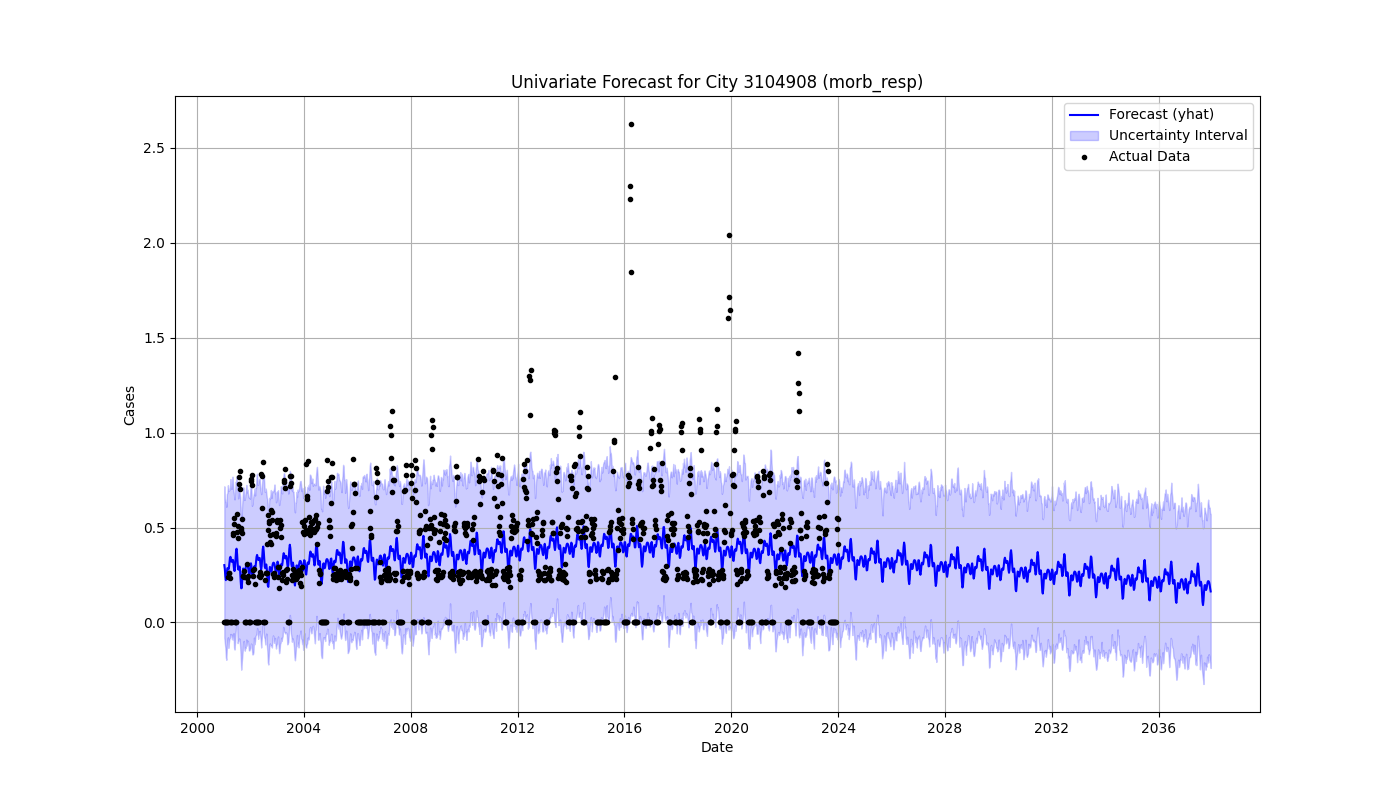 Univariate Forecast for City 3104908 (morb_resp)
Forecast (yhat)
Uncertainty Interval
Actual Data
Cases
2.5
2.0
1.5
1.0
0.5
0.0
2000 2004 2008 2012 2016 2020 2024 2028 2032 2036
Date